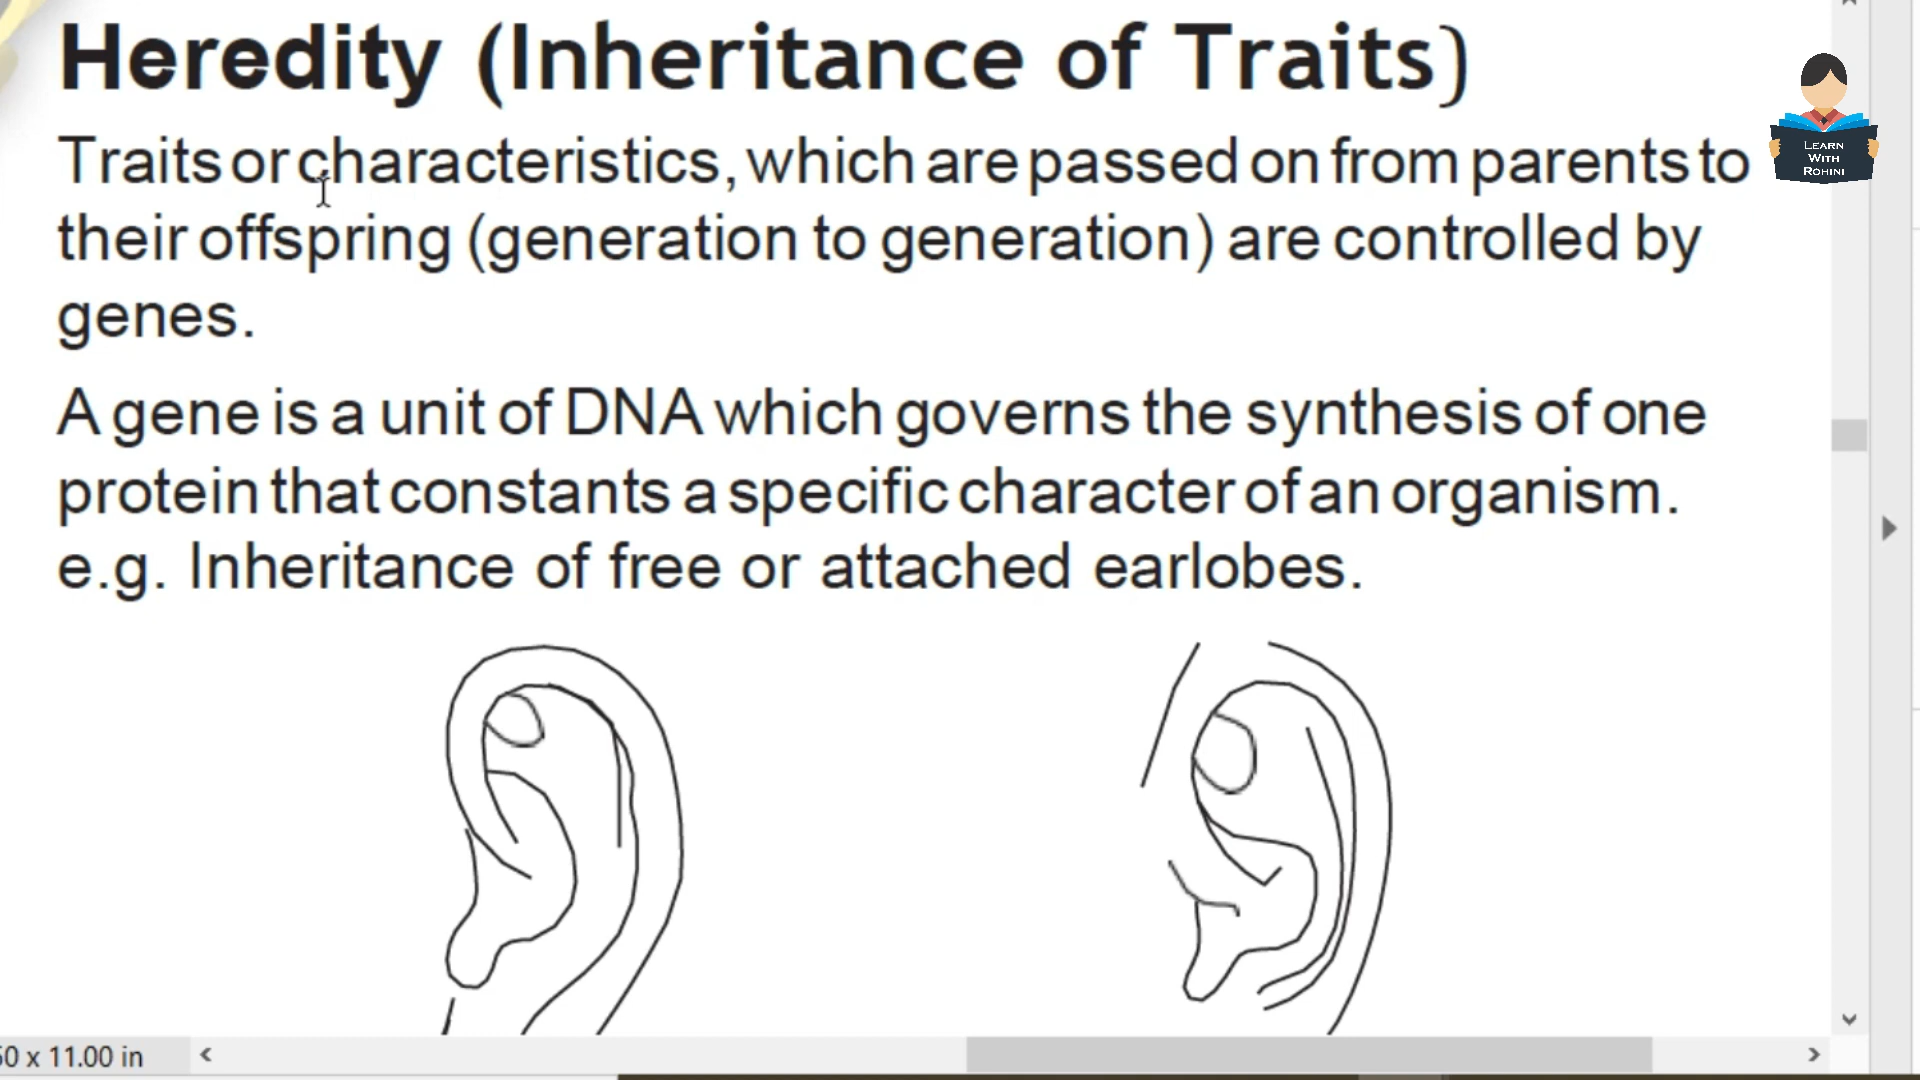 Heredity (Inheritance of Traits)
Traits or characteristics, which are passed on from parents to
their offspring (generation to generation) are controlled by
genes.
A gene is a unit of DNA which governs the synthesis of one
protein that constants a specific character of an organism.
e.g. Inheritance of free or attached earlobes.
LEARN
WITH
ROHINI
x 11.00 in